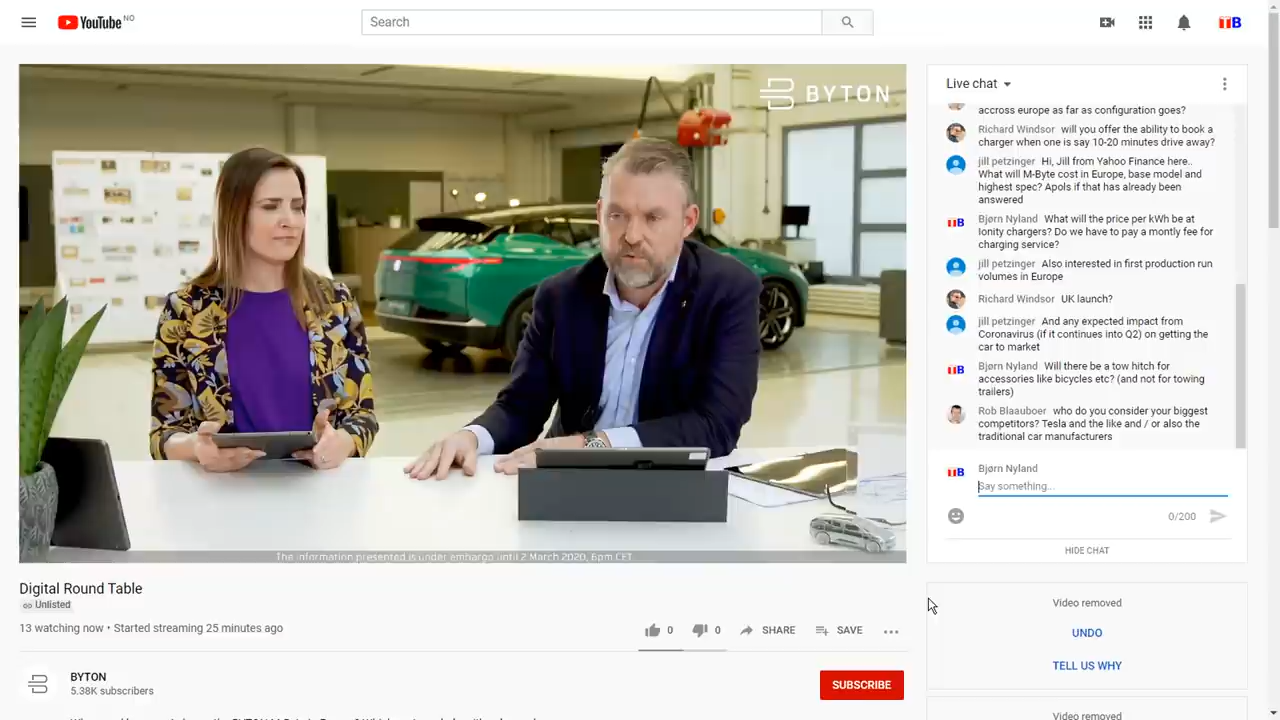 YouTube NO
Search
BYTON
The information presented is under embargo until 2 March 2020, 6pm CET.
Digital Round Table
Unlisted
13 watching now • Started streaming 25 minutes ago
0
0
SHARE
SAVE
BYTON
5.38K subscribers
SUBSCRIBE
Live chat
accross europe as far as configuration goes?
Richard Windsor will you offer the ability to book a
charger when one is say 10-20 minutes drive away?
jill petzinger Hi, Jill from Yahoo Finance here..
What will M-Byte cost in Europe, base model and
highest spec? Apols if that has already been
answered
Bjørn Nyland What will the price per kWh be at
Ionity chargers? Do we have to pay a montly fee for
charging service?
jill petzinger Also interested in first production run
volumes in Europe
Richard Windsor UK launch?
jill petzinger And any expected impact from
Coronavirus (if it continues into Q2) on getting the
car to market
Bjørn Nyland Will there be a tow hitch for
accessories like bicycles etc? (and not for towing
trailers)
Rob Blaauboer who do you consider your biggest
competitors? Tesla and the like and / or also the
traditional car manufacturers
Bjørn Nyland
Say something...
0/200
HIDE CHAT
Video removed
UNDO
TELL US WHY
Video removed